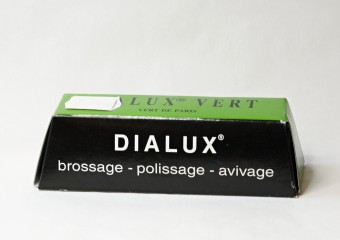 LUX® VERT
VERT DE PARIS
DIALUX®
brossage - polissage - avivage